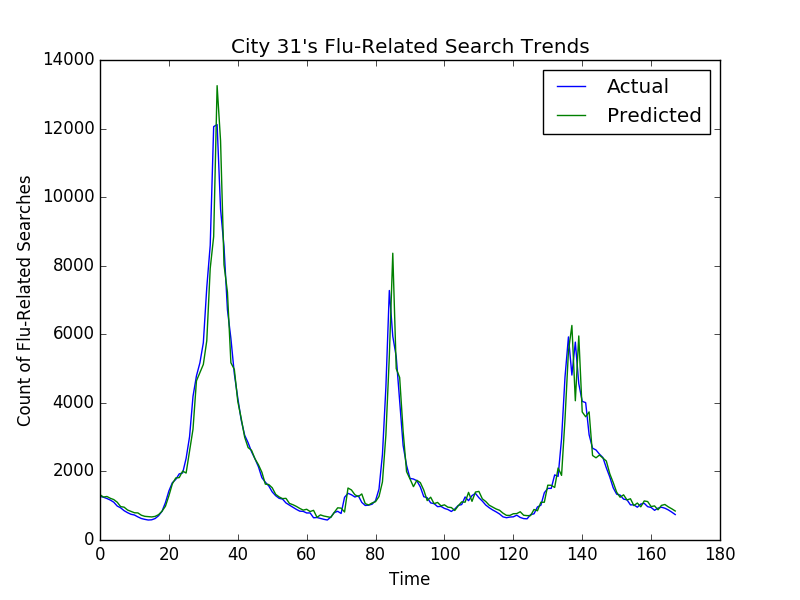 City 31's Flu-Related Search Trends
14000
12000
10000
8000
6000
4000
2000
0
Count of Flu-Related Searches
Actual
Predicted
0 20 40 60 80 100 120 140 160 180
Time